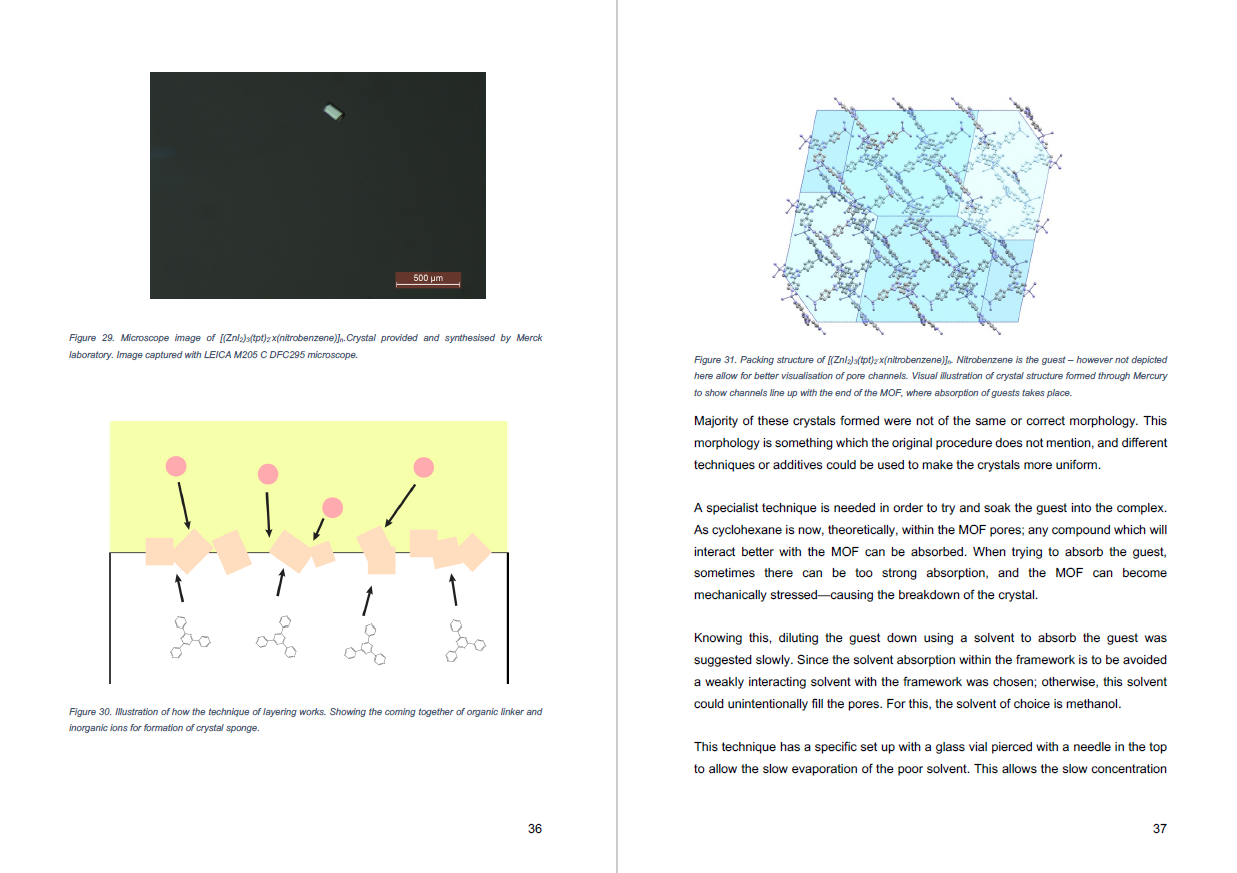 500 µm
Figure 29. Microscope image of [(ZnI₂)₃(tpt)₂·x(nitrobenzene)]ₙ.Crystal provided and synthesised by Merck
laboratory. Image captured with LEICA M205 C DFC295 microscope.
Figure 30. Illustration of how the technique of layering works. Showing the coming together of organic linker and
inorganic ions for formation of crystal sponge.
36
Figure 31. Packing structure of [(ZnI₂)₃(tpt)₂·x(nitrobenzene)]ₙ. Nitrobenzene is the guest – however not depicted
here allow for better visualisation of pore channels. Visual illustration of crystal structure formed through Mercury
to show channels line up with the end of the MOF, where absorption of guests takes place.
Majority of these crystals formed were not of the same or correct morphology. This
morphology is something which the original procedure does not mention, and different
techniques or additives could be used to make the crystals more uniform.
A specialist technique is needed in order to try and soak the guest into the complex.
As cyclohexane is now, theoretically, within the MOF pores; any compound which will
interact better with the MOF can be absorbed. When trying to absorb the guest,
sometimes there can be too strong absorption, and the MOF can become
mechanically stressed—causing the breakdown of the crystal.
Knowing this, diluting the guest down using a solvent to absorb the guest was
suggested slowly. Since the solvent absorption within the framework is to be avoided
a weakly interacting solvent with the framework was chosen; otherwise, this solvent
could unintentionally fill the pores. For this, the solvent of choice is methanol.
This technique has a specific set up with a glass vial pierced with a needle in the top
to allow the slow evaporation of the poor solvent. This allows the slow concentration
37